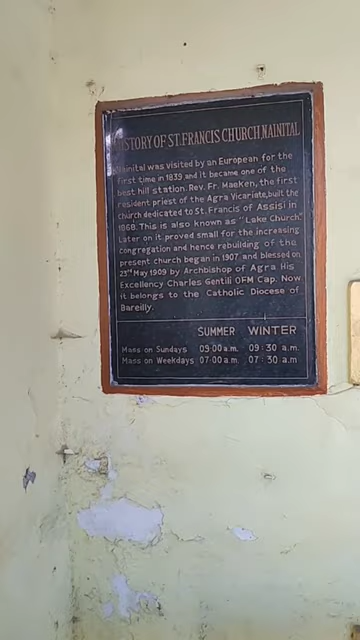 HISTORY OF ST.FRANCIS CHURCH,NAINITAL
Nainital was visited by an European for the
first time in 1839 and it became one of the
best hill station. Rev. Fr. MaeKen, the first
resident priest of the Agra Vicariate, built the
church dedicated to St. Francis of Assisi in
1868. This is also known as "Lake Church".
Later on it proved small for the increasing
congregation and hence rebuilding of the
present church began in 1907 and blessed on
23rd May 1909 by Archbishop of Agra His
Excellency Charles Gentili OFM Cap. Now
it belongs to the Catholic Diocese of
Bareilly.
SUMMER WINTER
Mass on Sundays 09:00 a.m. 09:30 a.m.
Mass on Weekdays 07:00 a.m. 07:30 a.m